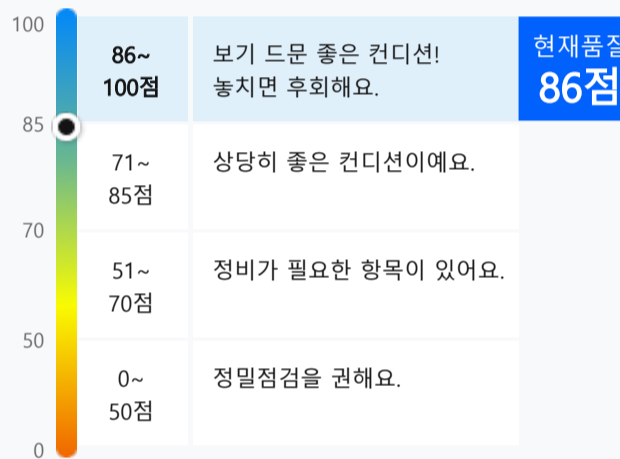 100
86~
100점
보기 드문 좋은 컨디션!
놓치면 후회해요.
현재품질
86점
85
71~
85점
상당히 좋은 컨디션이예요.
70
51~
70점
정비가 필요한 항목이 있어요.
50
0~
50점
정밀점검을 권해요.
0